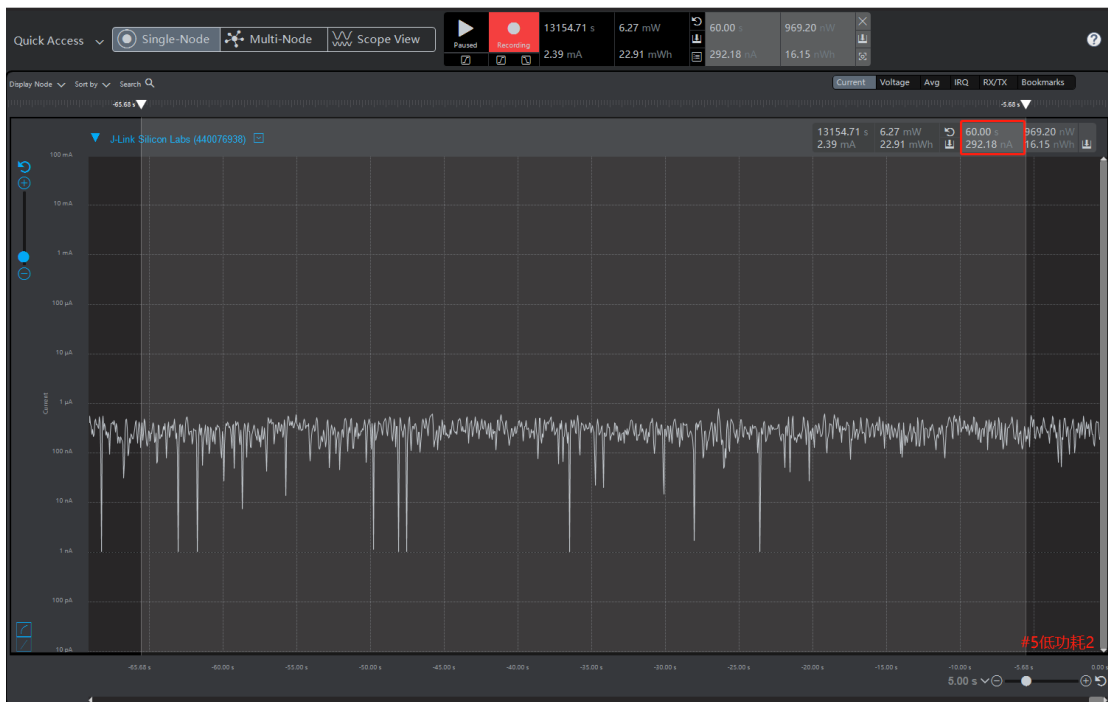 Quick Access Single-Node Multi-Node Scope View
Paused Recording
13154.71 s 6.27 mW 60.00 s 969.20 nW
2.39 mA 22.91 mWh 292.18 nA 16.15 nWh
Display Node Sort by Search
Current Voltage Avg IRQ RX/TX Bookmarks
-65.68 s -5.68 s
J-Link Silicon Labs (440076938)
13154.71 s 6.27 mW 60.00 s 969.20 nW
2.39 mA 22.91 mWh 292.18 nA 16.15 nWh
100 mA
10 mA
1 mA
100 µA
10 µA
1 µA
100 nA
10 nA
1 nA
100 pA
10 pA
Current
#5低功耗2
-65.68 s -60.00 s -55.00 s -50.00 s -45.00 s -40.00 s -35.00 s -30.00 s -25.00 s -20.00 s -15.00 s -10.00 s -5.68 s 0.00 s
5.00 s